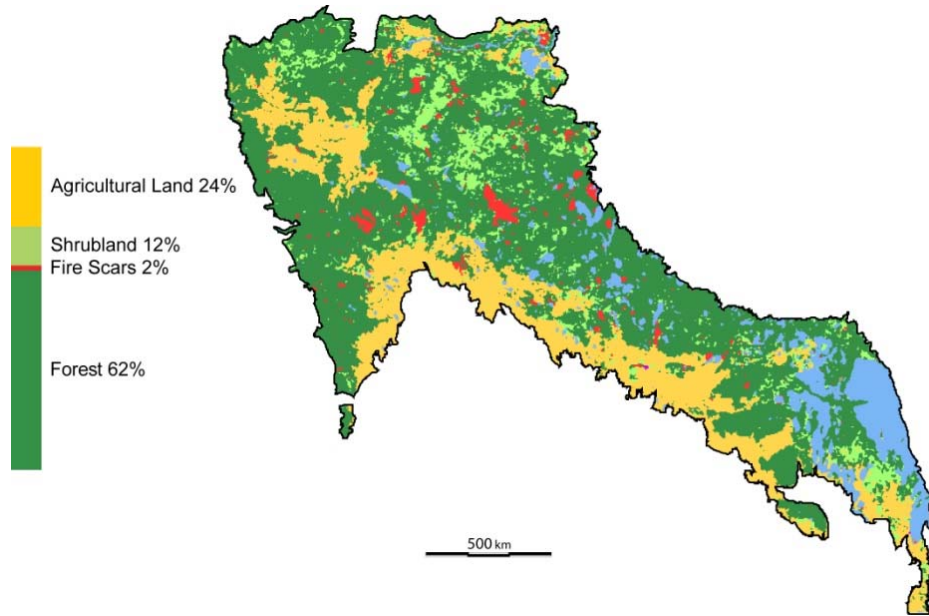 Agricultural Land 24%
Shrubland 12%
Fire Scars 2%
Forest 62%
500 km